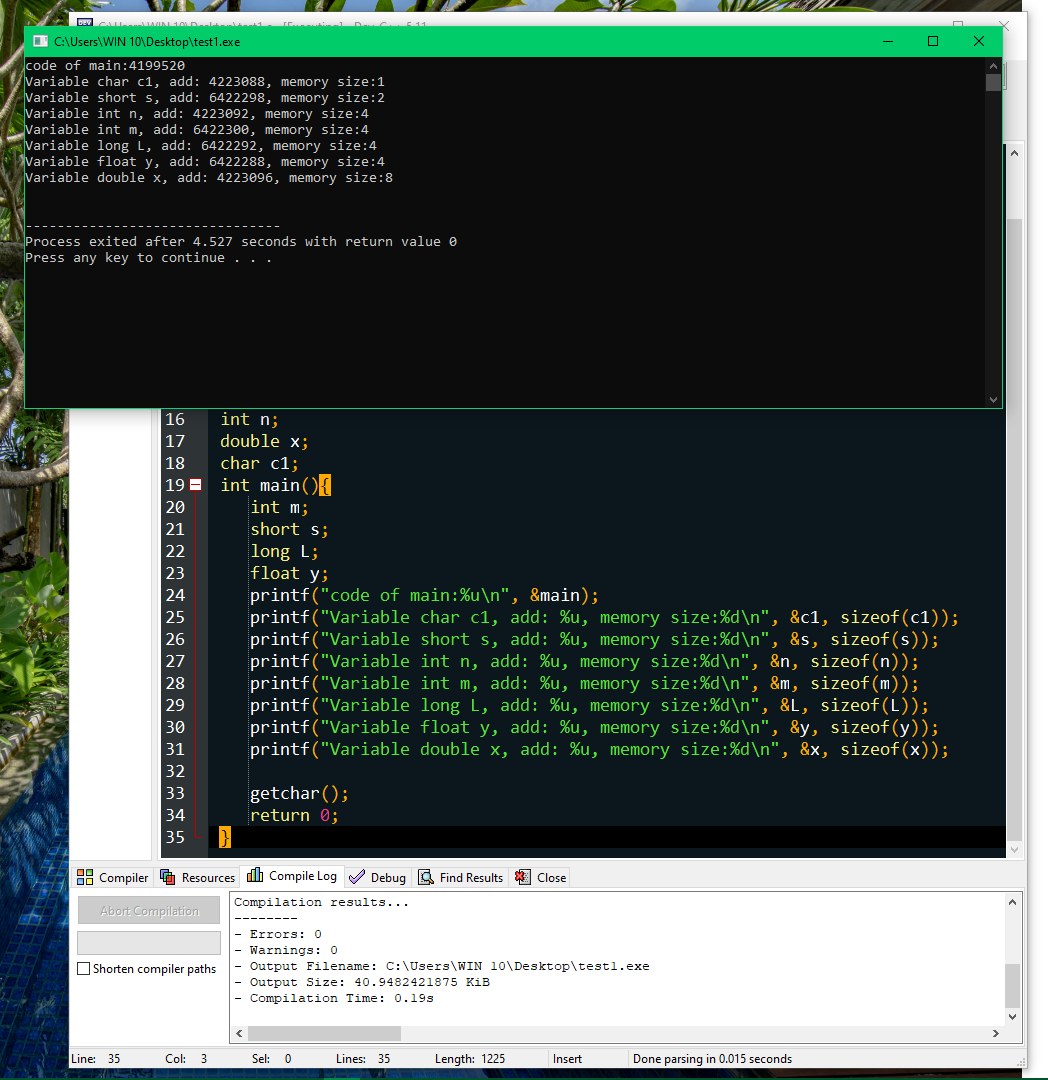 C:\Users\WIN 10\Desktop\test1.exe
code of main:4199520
Variable char c1, add: 4223088, memory size:1
Variable short s, add: 6422298, memory size:2
Variable int n, add: 4223092, memory size:4
Variable int m, add: 6422300, memory size:4
Variable long L, add: 6422292, memory size:4
Variable float y, add: 6422288, memory size:4
Variable double x, add: 4223096, memory size:8
--------------------------------
Process exited after 4.527 seconds with return value 0
Press any key to continue . . .
16 int n;
17 double x;
18 char c1;
19 int main(){
20 int m;
21 short s;
22 long L;
23 float y;
24 printf("code of main:%u\n", &main);
25 printf("Variable char c1, add: %u, memory size:%d\n", &c1, sizeof(c1));
26 printf("Variable short s, add: %u, memory size:%d\n", &s, sizeof(s));
27 printf("Variable int n, add: %u, memory size:%d\n", &n, sizeof(n));
28 printf("Variable int m, add: %u, memory size:%d\n", &m, sizeof(m));
29 printf("Variable long L, add: %u, memory size:%d\n", &L, sizeof(L));
30 printf("Variable float y, add: %u, memory size:%d\n", &y, sizeof(y));
31 printf("Variable double x, add: %u, memory size:%d\n", &x, sizeof(x));
32
33 getchar();
34 return 0;
35 }
Compiler Resources Compile Log Debug Find Results Close
Abort Compilation
Shorten compiler paths
Compilation results...
--------
- Errors: 0
- Warnings: 0
- Output Filename: C:\Users\WIN 10\Desktop\test1.exe
- Output Size: 40.9482421875 KiB
- Compilation Time: 0.19s
Line: 35 Col: 3 Sel: 0 Lines: 35 Length: 1225 Insert Done parsing in 0.015 seconds